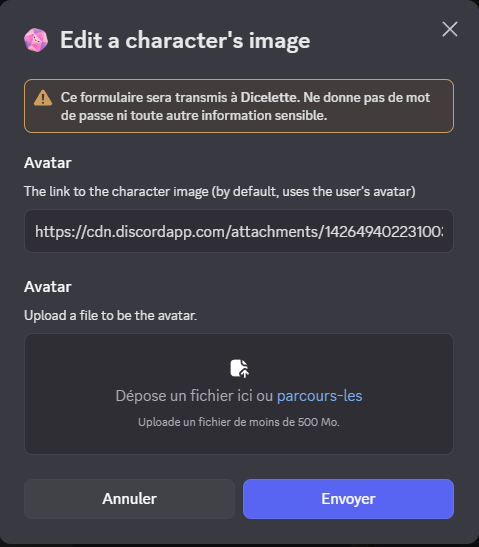 Edit a character's image
Ce formulaire sera transmis à Dicelette. Ne donne pas de mot
de passe ni toute autre information sensible.
Avatar
The link to the character image (by default, uses the user's avatar)
https://cdn.discordapp.com/attachments/142649402231003
Avatar
Upload a file to be the avatar.
Dépose un fichier ici ou parcours-les
Uploade un fichier de moins de 500 Mo.
Annuler
Envoyer